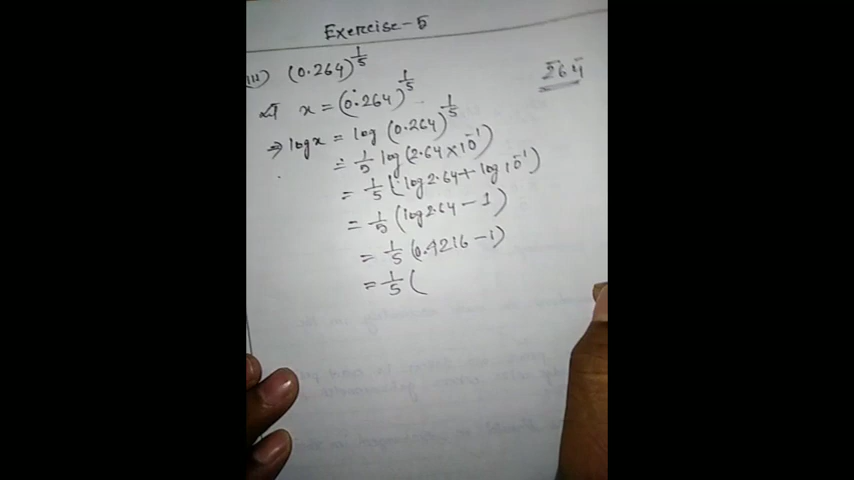 Exercise-5
(iii) (0.264)^{1/5}
x = (0.264)^{1/5}
264
⇒ log x = log (0.264)^{1/5}
= 1/5 log (2.64 × 10^{-1})
= 1/5 (log 2.64 + log 10^{-1})
= 1/5 (log 2.64 - 1)
= 1/5 (0.4216 - 1)
= 1/5 (